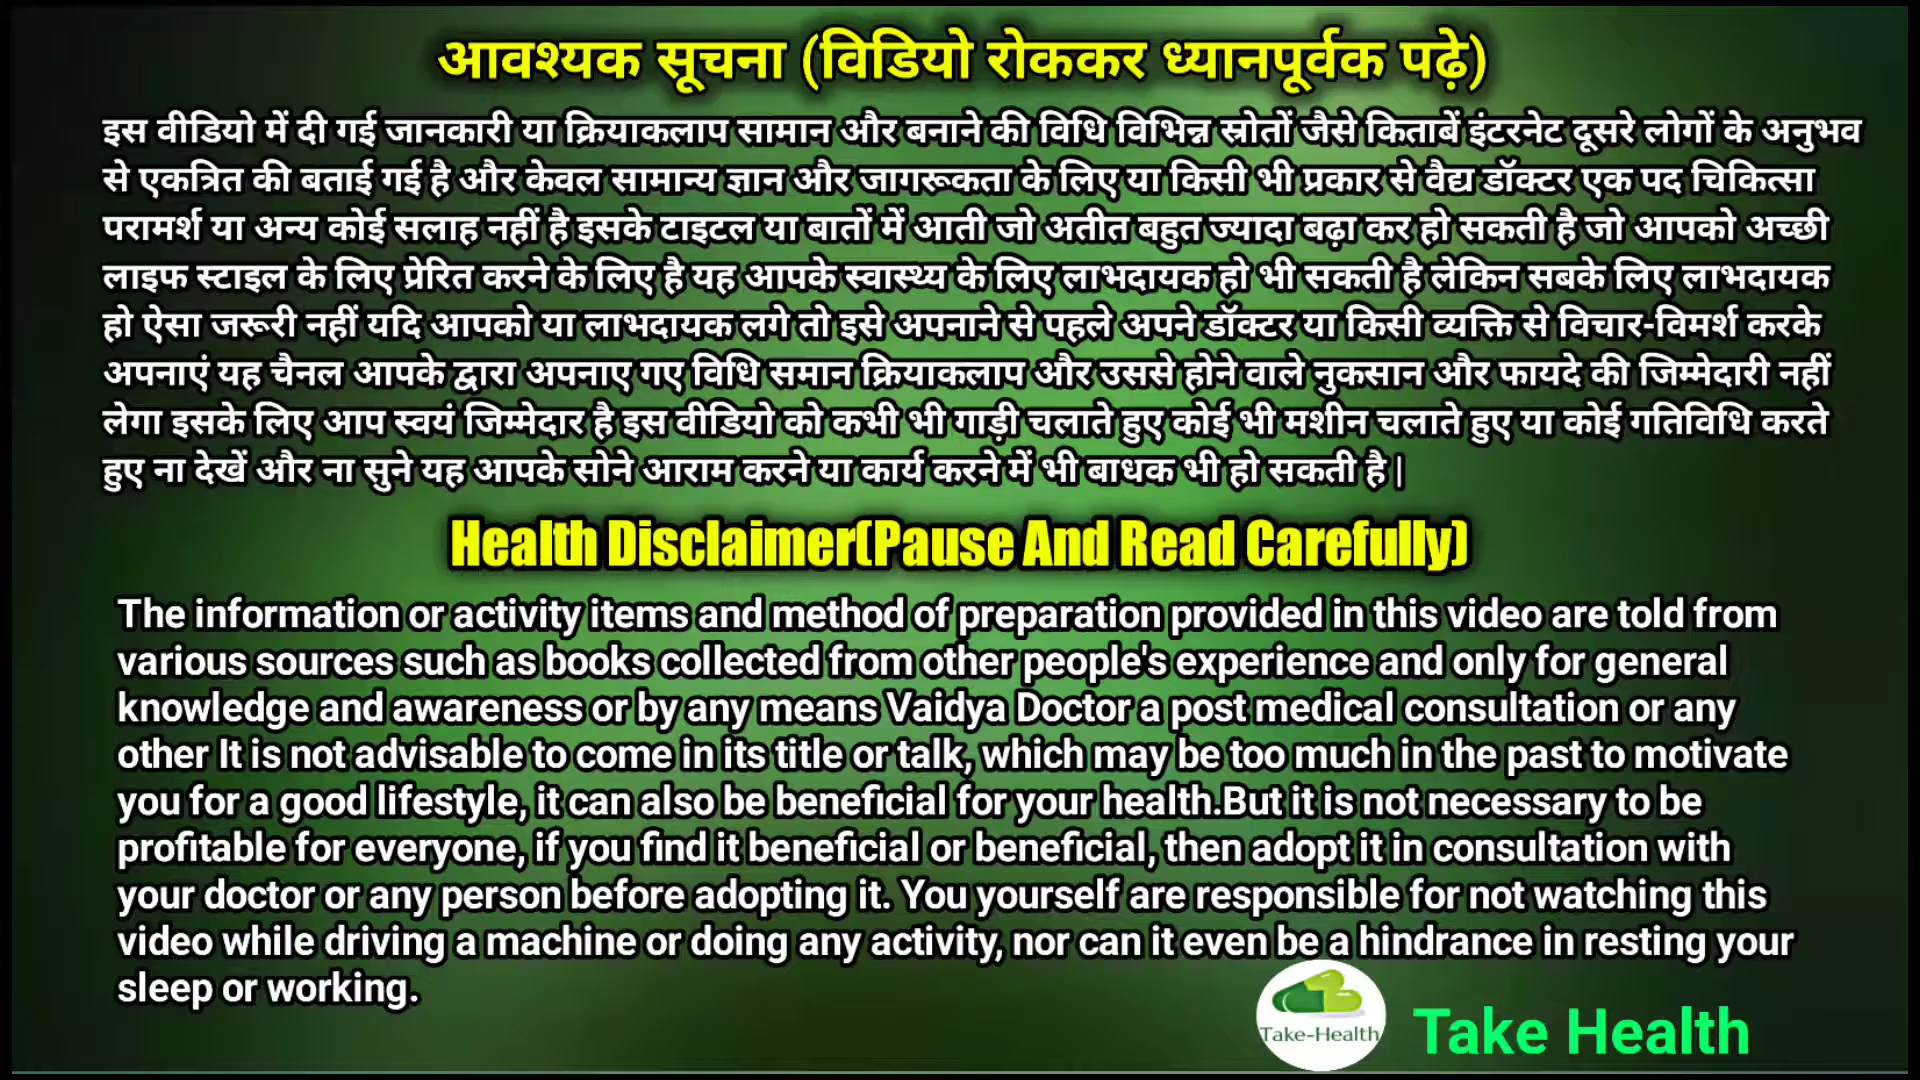 आवश्यक सूचना (विडियो रोककर ध्यानपूर्वक पढ़े)
इस वीडियो में दी गई जानकारी या क्रियाकलाप सामान और बनाने की विधि विभिन्न स्रोतों जैसे किताबें इंटरनेट दूसरे लोगों के अनुभव
से एकत्रित की बताई गई है और केवल सामान्य ज्ञान और जागरूकता के लिए या किसी भी प्रकार से वैद्य डॉक्टर एक पद चिकित्सा
परामर्श या अन्य कोई सलाह नहीं है इसके टाइटल या बातों में आती जो अतीत बहुत ज्यादा बढ़ा कर हो सकती है जो आपको अच्छी
लाइफ स्टाइल के लिए प्रेरित करने के लिए है यह आपके स्वास्थ्य के लिए लाभदायक हो भी सकती है लेकिन सबके लिए लाभदायक
हो ऐसा जरूरी नहीं यदि आपको या लाभदायक लगे तो इसे अपनाने से पहले अपने डॉक्टर या किसी व्यक्ति से विचार-विमर्श करके
अपनाएं यह चैनल आपके द्वारा अपनाए गए विधि समान क्रियाकलाप और उससे होने वाले नुकसान और फायदे की जिम्मेदारी नहीं
लेगा इसके लिए आप स्वयं जिम्मेदार है इस वीडियो को कभी भी गाड़ी चलाते हुए कोई भी मशीन चलाते हुए या कोई गतिविधि करते
हुए ना देखें और ना सुने यह आपके सोने आराम करने या कार्य करने में भी बाधक भी हो सकती है |
Health Disclaimer(Pause And Read Carefully)
The information or activity items and method of preparation provided in this video are told from
various sources such as books collected from other people's experience and only for general
knowledge and awareness or by any means Vaidya Doctor a post medical consultation or any
other It is not advisable to come in its title or talk, which may be too much in the past to motivate
you for a good lifestyle, it can also be beneficial for your health.But it is not necessary to be
profitable for everyone, if you find it beneficial or beneficial, then adopt it in consultation with
your doctor or any person before adopting it. You yourself are responsible for not watching this
video while driving a machine or doing any activity, nor can it even be a hindrance in resting your
sleep or working.
Take-Health
Take Health